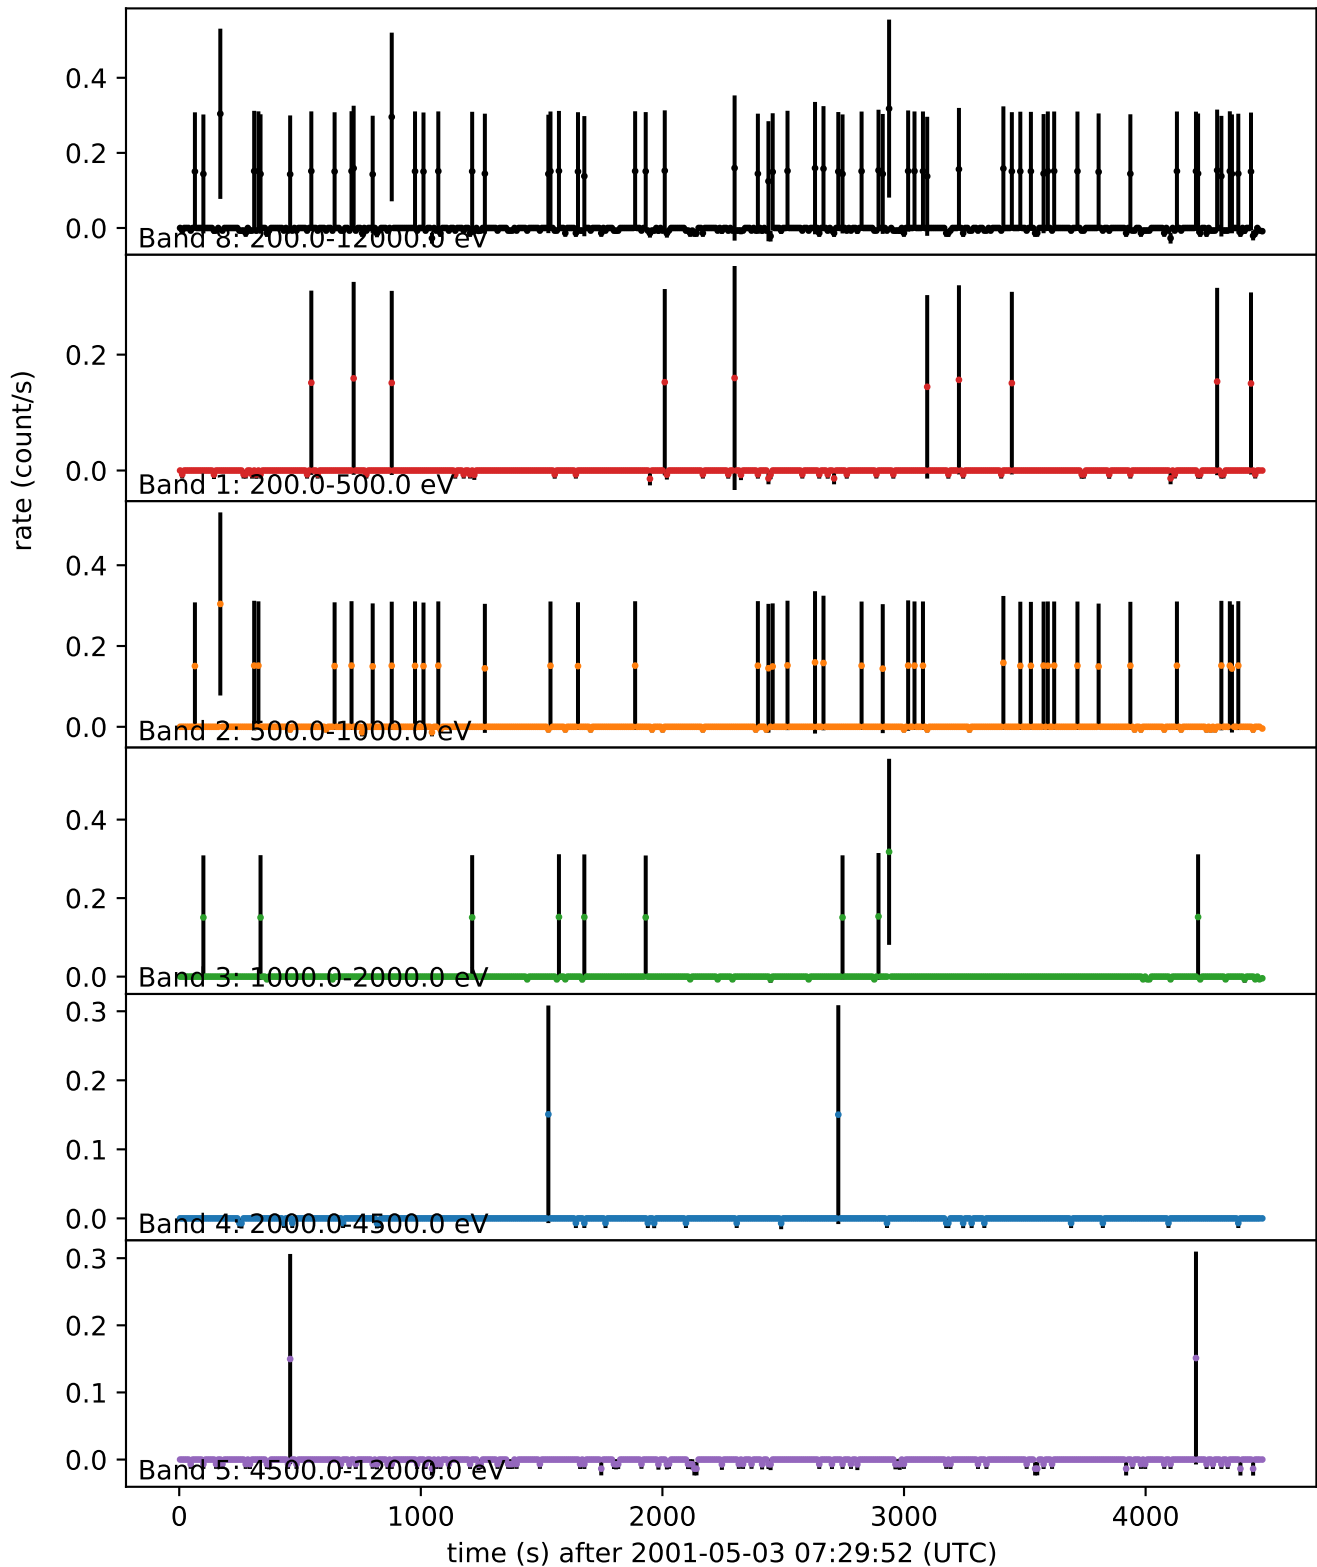 0.4
0.2
0.0
Band 8: 200.0-12000.0 eV
0.2
0.0
Band 1: 200.0-500.0 eV
rate (count/s)
0.4
0.2
0.0
Band 2: 500.0-1000.0 eV
0.4
0.2
0.0
Band 3: 1000.0-2000.0 eV
0.3
0.2
0.1
0.0
Band 4: 2000.0-4500.0 eV
0.3
0.2
0.1
0.0
Band 5: 4500.0-12000.0 eV
0 1000 2000 3000 4000
time (s) after 2001-05-03 07:29:52 (UTC)